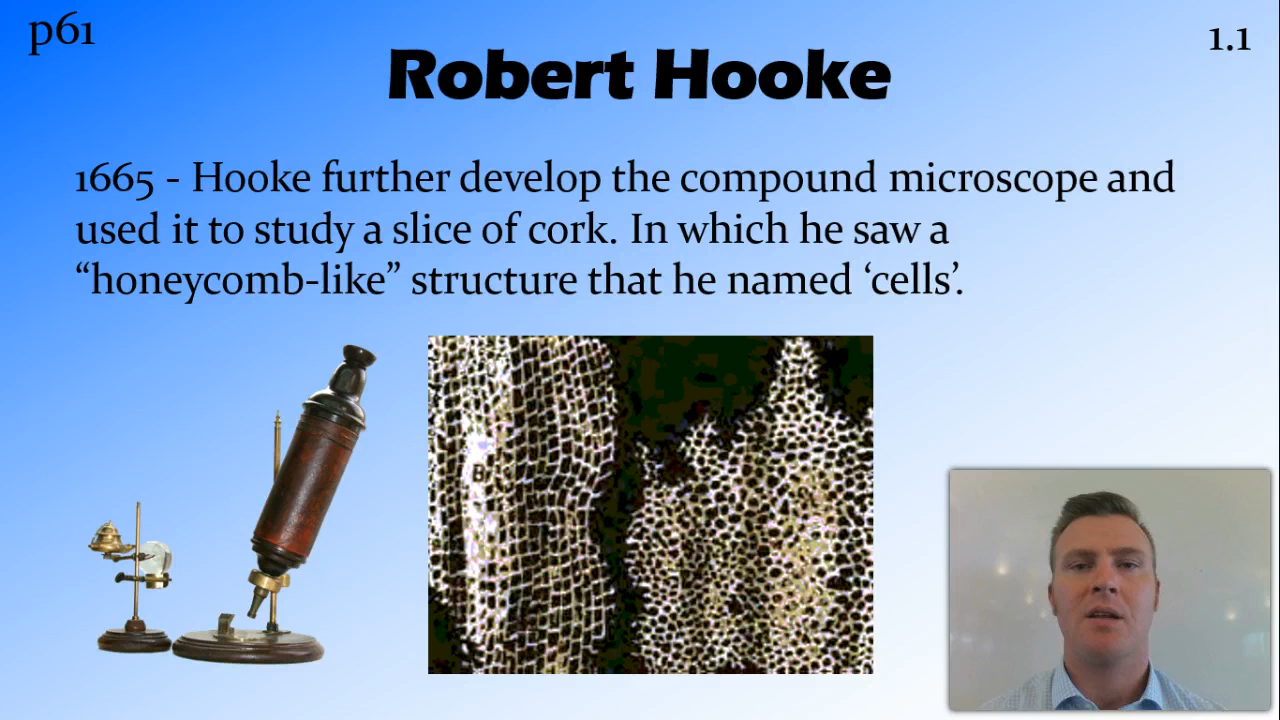 p61
1.1
Robert Hooke
1665 - Hooke further develop the compound microscope and
used it to study a slice of cork. In which he saw a
“honeycomb-like” structure that he named ‘cells’.